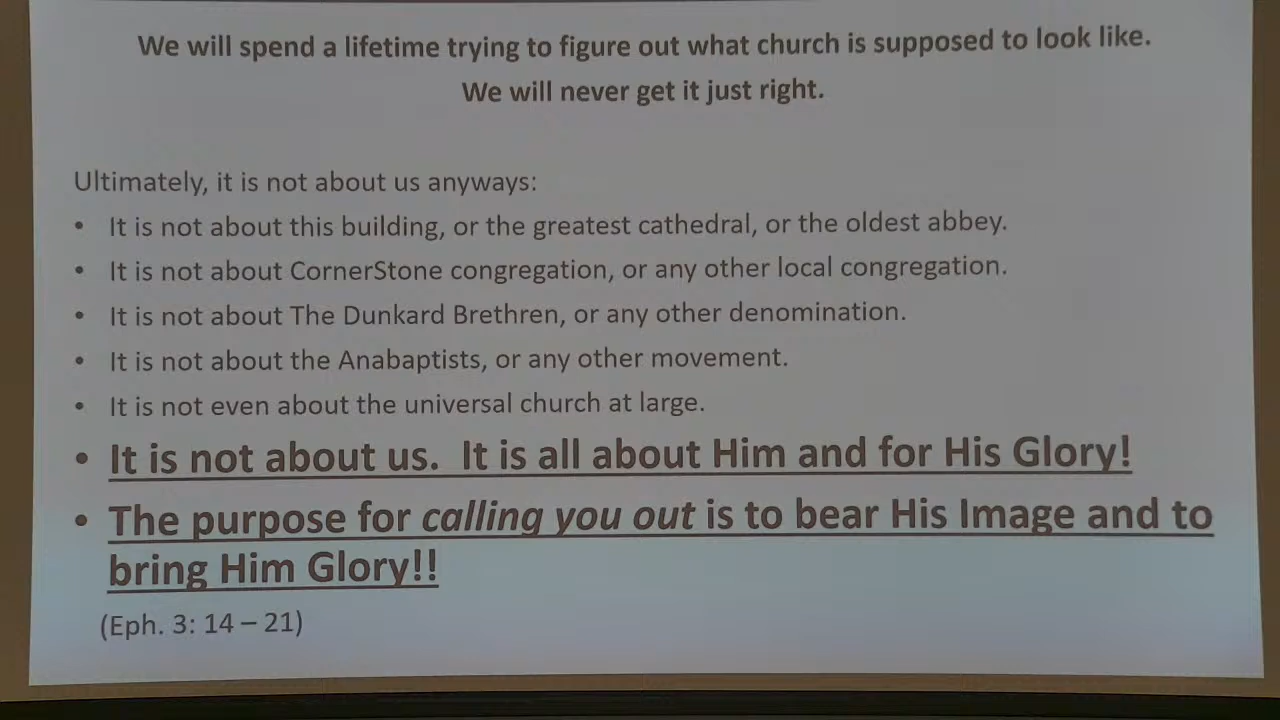 We will spend a lifetime trying to figure out what church is supposed to look like.
We will never get it just right.
Ultimately, it is not about us anyways:
• It is not about this building, or the greatest cathedral, or the oldest abbey.
• It is not about CornerStone congregation, or any other local congregation.
• It is not about The Dunkard Brethren, or any other denomination.
• It is not about the Anabaptists, or any other movement.
• It is not even about the universal church at large.
• It is not about us.  It is all about Him and for His Glory!
• The purpose for calling you out is to bear His Image and to
bring Him Glory!!
(Eph. 3: 14 – 21)